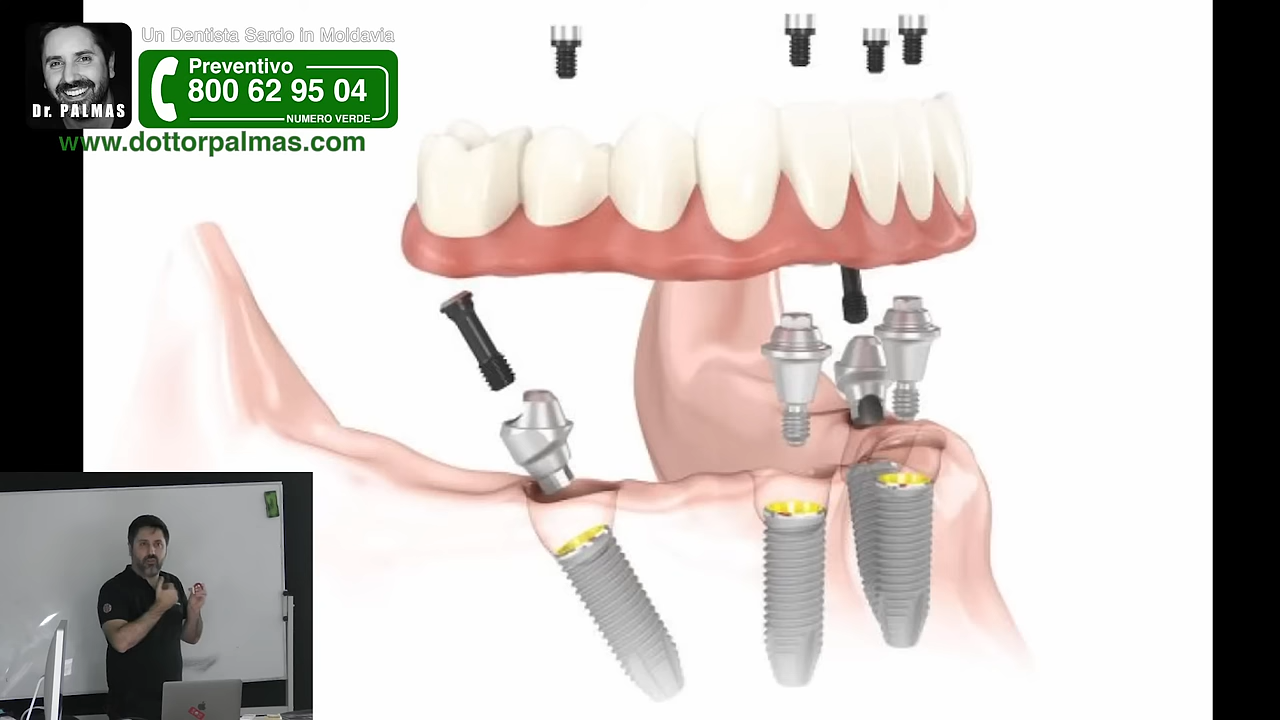 Un Dentista Sardo in Moldavia
Preventivo
800 62 95 04
NUMERO VERDE
Dr. PALMAS
www.dottorpalmas.com